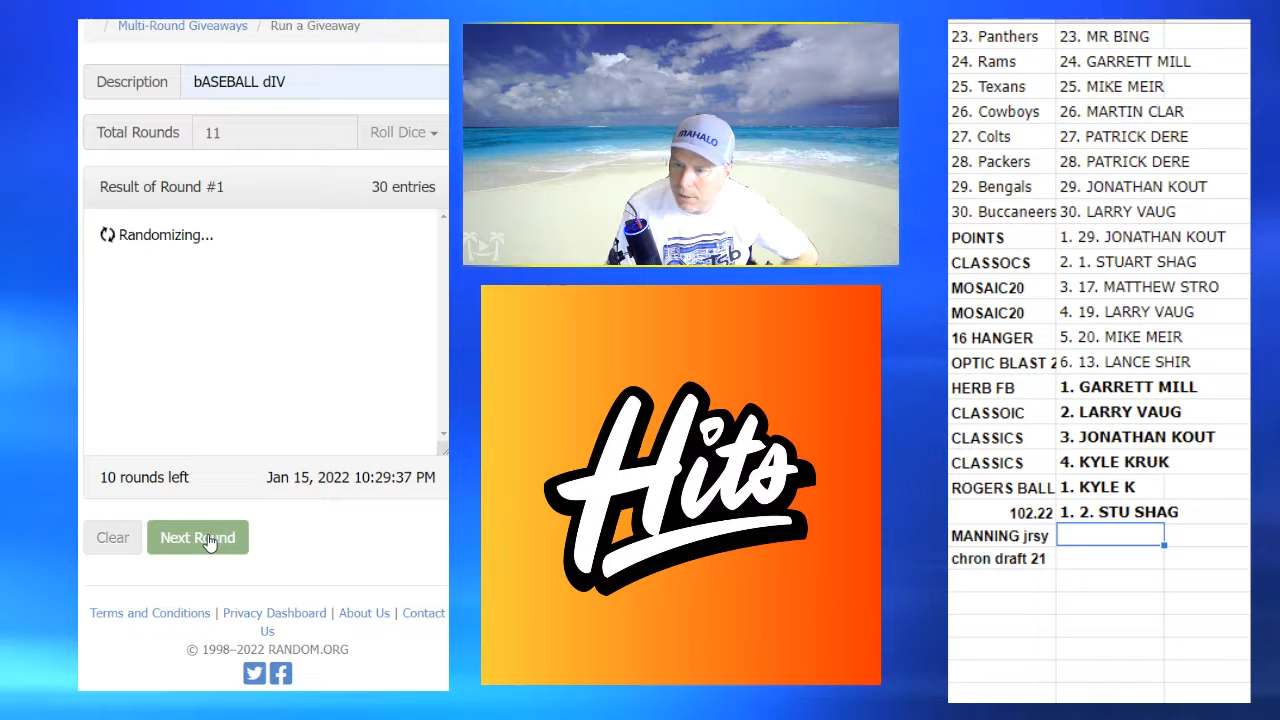 / Multi-Round Giveaways / Run a Giveaway
Description bASEBALL dIV
Total Rounds 11 Roll Dice
Result of Round #1 30 entries
Randomizing...
10 rounds left Jan 15, 2022 10:29:37 PM
Clear Next Round
Terms and Conditions | Privacy Dashboard | About Us | Contact
Us
© 1998–2022 RANDOM.ORG
MAHALO
Hits
23. Panthers 23. MR BING
24. Rams 24. GARRETT MILL
25. Texans 25. MIKE MEIR
26. Cowboys 26. MARTIN CLAR
27. Colts 27. PATRICK DERE
28. Packers 28. PATRICK DERE
29. Bengals 29. JONATHAN KOUT
30. Buccaneers 30. LARRY VAUG
POINTS 1. 29. JONATHAN KOUT
CLASSOCS 2. 1. STUART SHAG
MOSAIC20 3. 17. MATTHEW STRO
MOSAIC20 4. 19. LARRY VAUG
16 HANGER 5. 20. MIKE MEIR
OPTIC BLAST 2 6. 13. LANCE SHIR
HERB FB 1. GARRETT MILL
CLASSOIC 2. LARRY VAUG
CLASSICS 3. JONATHAN KOUT
CLASSICS 4. KYLE KRUK
ROGERS BALL 1. KYLE K
102.22 1. 2. STU SHAG
MANNING jrsy
chron draft 21